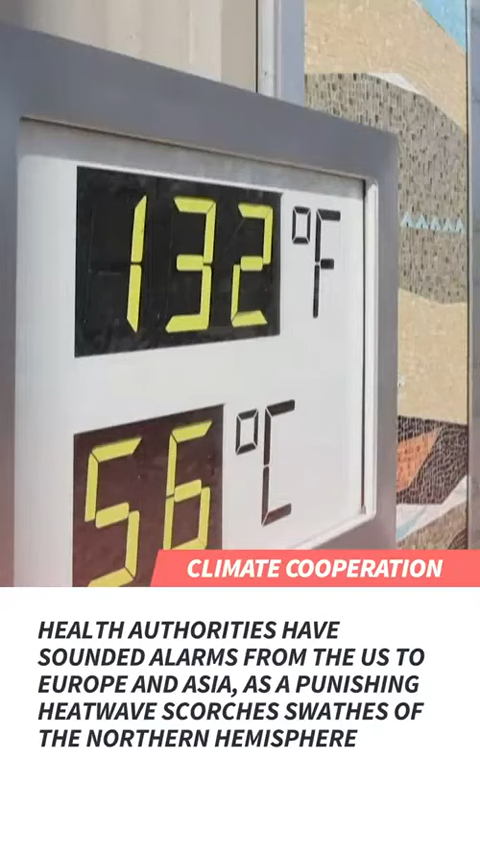 132 °F
56 °C
CLIMATE COOPERATION
HEALTH AUTHORITIES HAVE
SOUNDED ALARMS FROM THE US TO
EUROPE AND ASIA, AS A PUNISHING
HEATWAVE SCORCHES SWATHES OF
THE NORTHERN HEMISPHERE